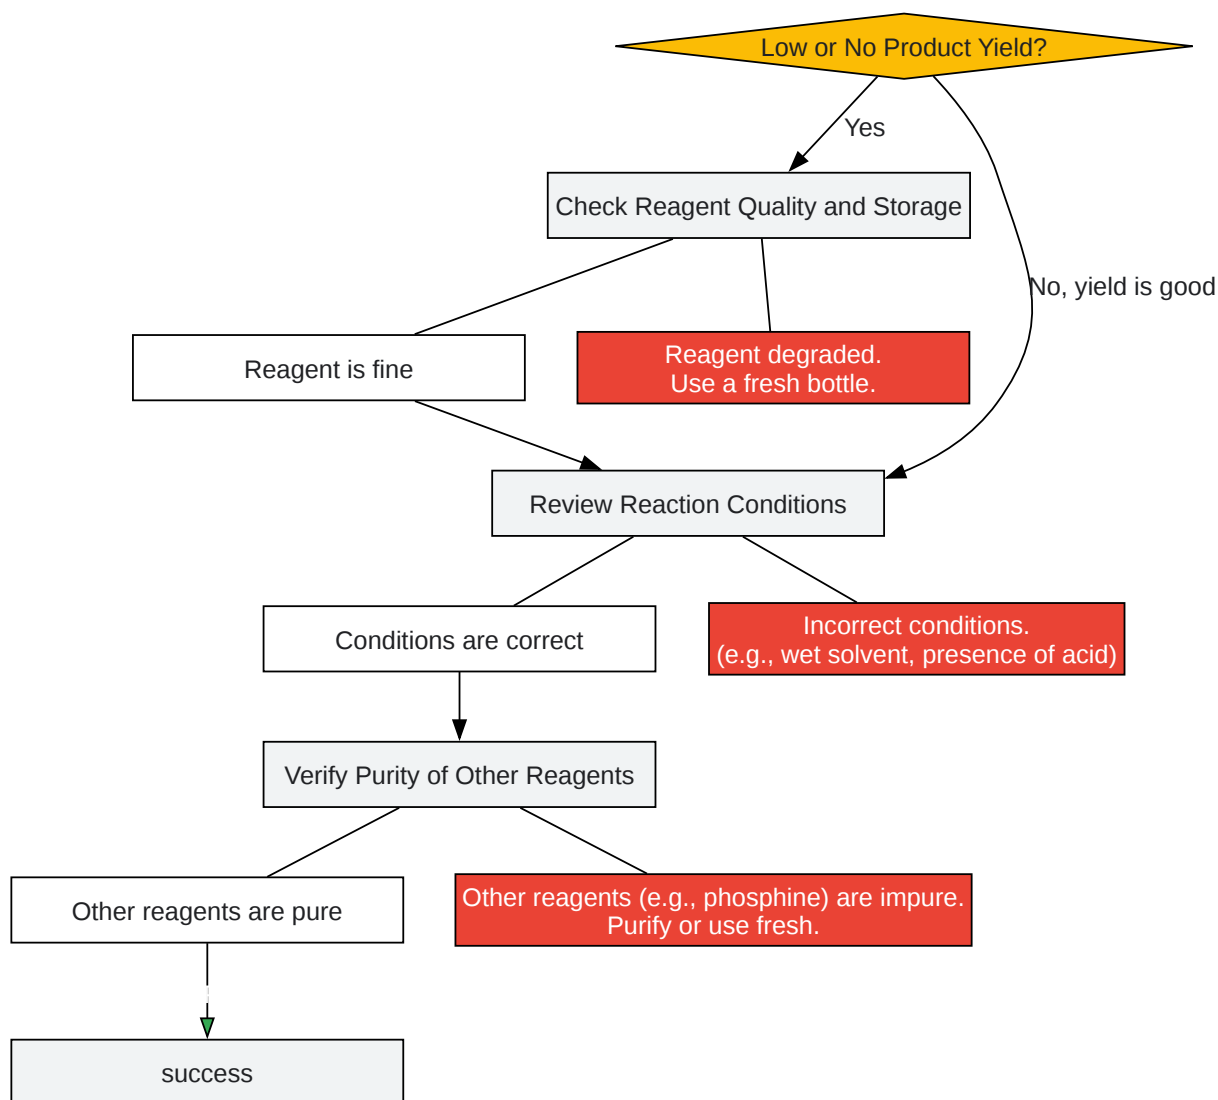 Low or No Product Yield?
Yes
Check Reagent Quality and Storage
No, yield is good
Reagent is fine
Reagent degraded.
Use a fresh bottle.
Review Reaction Conditions
Conditions are correct
Incorrect conditions.
(e.g., wet solvent, presence of acid)
Verify Purity of Other Reagents
Other reagents are pure
Other reagents (e.g., phosphine) are impure.
Purify or use fresh.
success